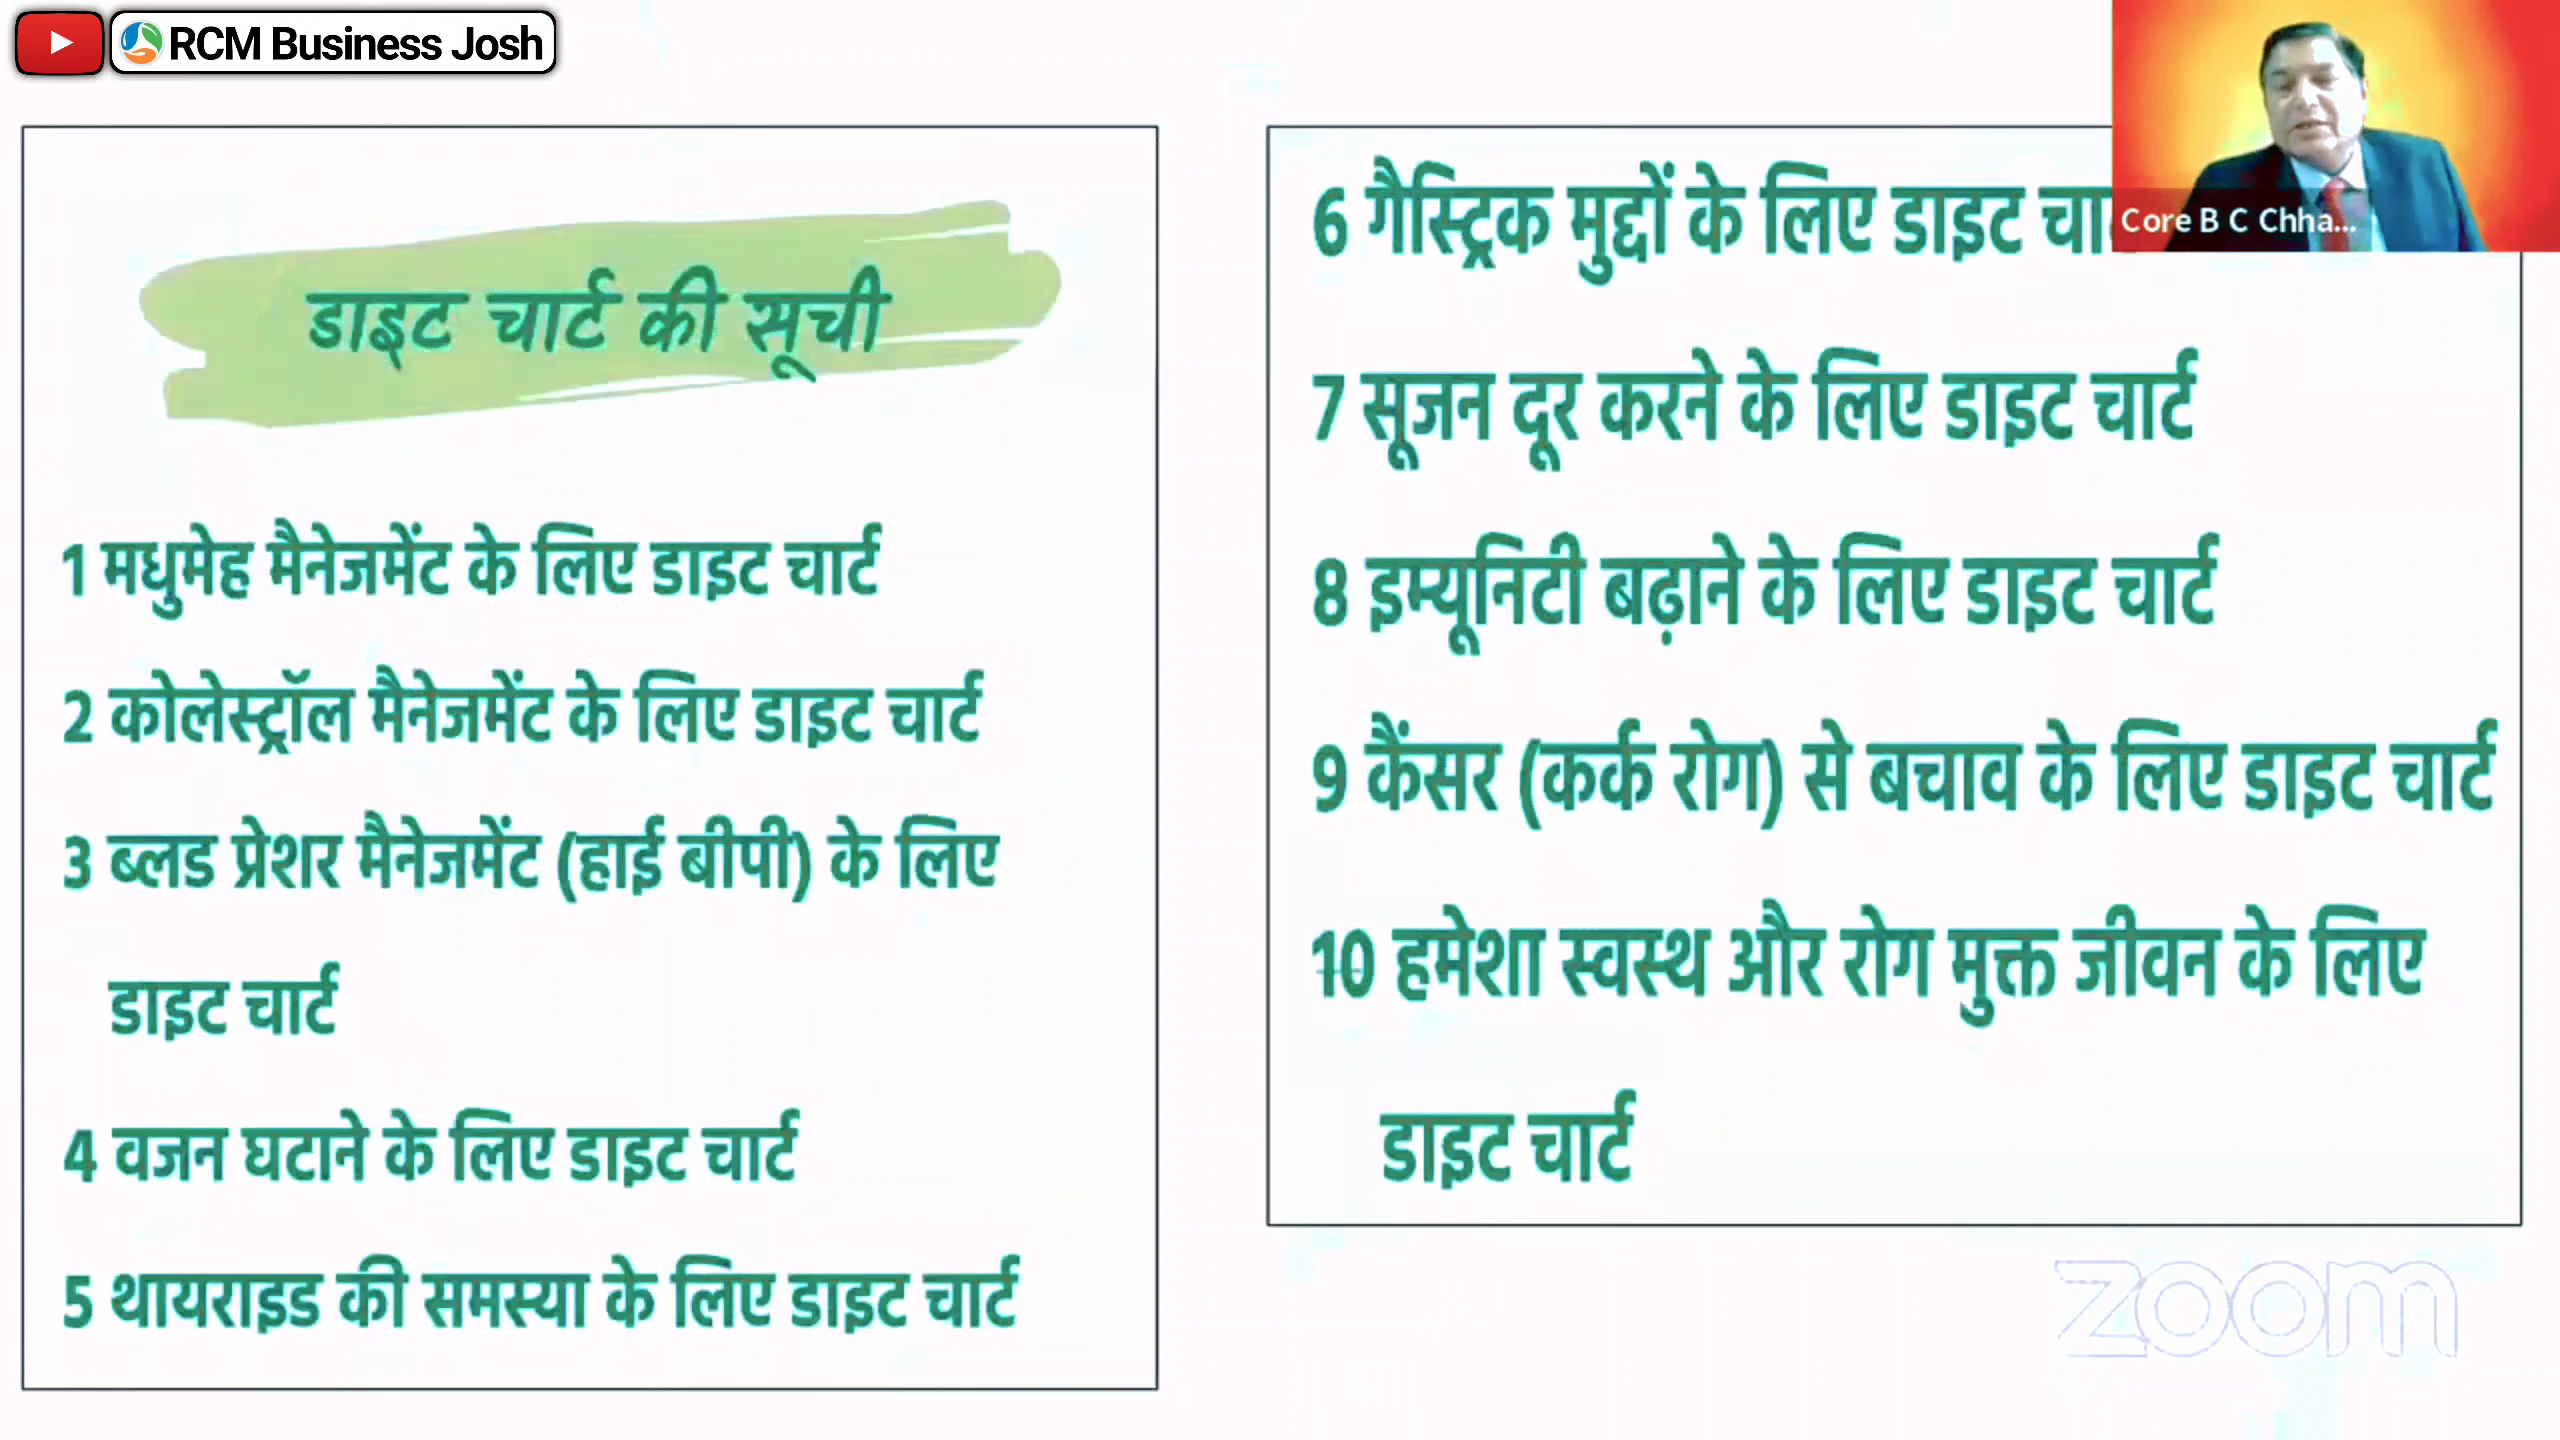 RCM Business Josh
डाइट चार्ट की सूची
1 मधुमेह मैनेजमेंट के लिए डाइट चार्ट
2 कोलेस्ट्रॉल मैनेजमेंट के लिए डाइट चार्ट
3 ब्लड प्रेशर मैनेजमेंट (हाई बीपी) के लिए
डाइट चार्ट
4 वजन घटाने के लिए डाइट चार्ट
5 थायराइड की समस्या के लिए डाइट चार्ट
6 गैस्ट्रिक मुद्दों के लिए डाइट
7 सूजन दूर करने के लिए डाइट चार्ट
8 इम्यूनिटी बढ़ाने के लिए डाइट चार्ट
9 कैंसर (कर्क रोग) से बचाव के लिए डाइट चार्ट
10 हमेशा स्वस्थ और रोग मुक्त जीवन के लिए
डाइट चार्ट
Core B C Chha...
zoom